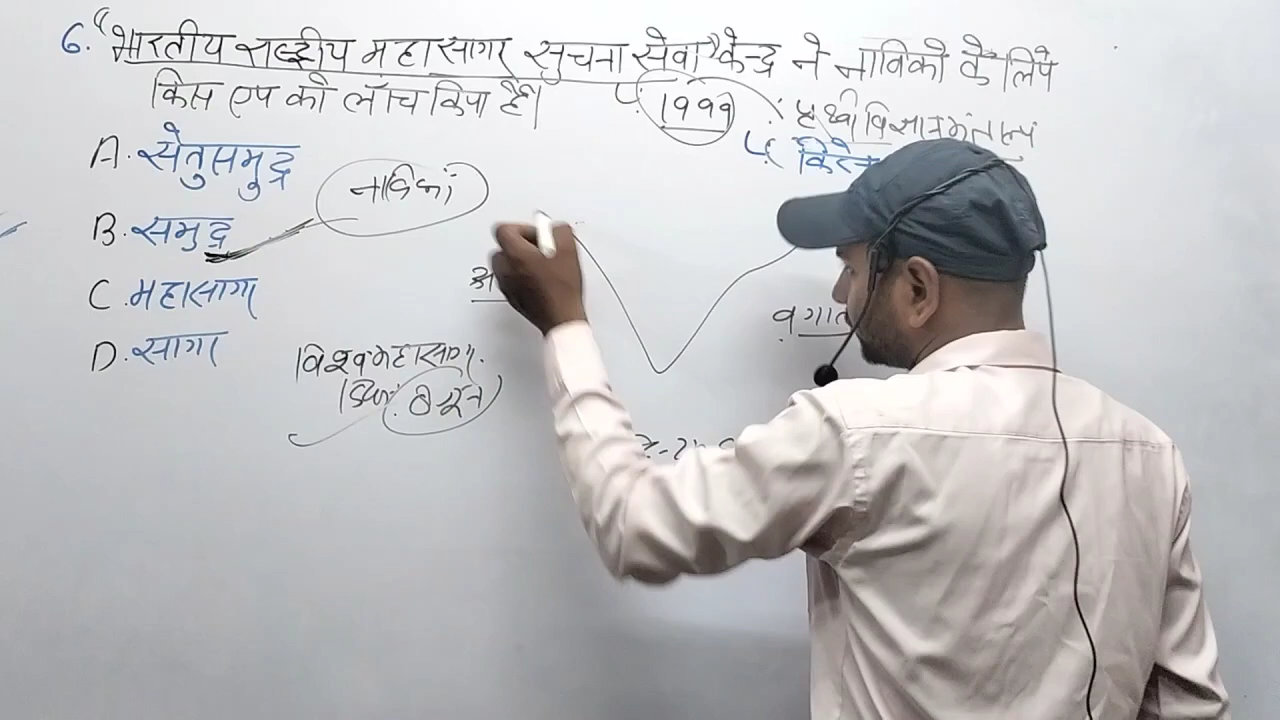 6. "भारतीय राष्ट्रीय महासागर सुचना सेवा" केन्द्र ने नाविको के लिए
किस एप को लॉच किया है।
1999 : पृथ्वी विज्ञान मंत्रालय
A. सेतुसमुद्र
नाविकों
B. समुद्र
C. महासागर
D. सागर
विश्व महासागर
8 जून